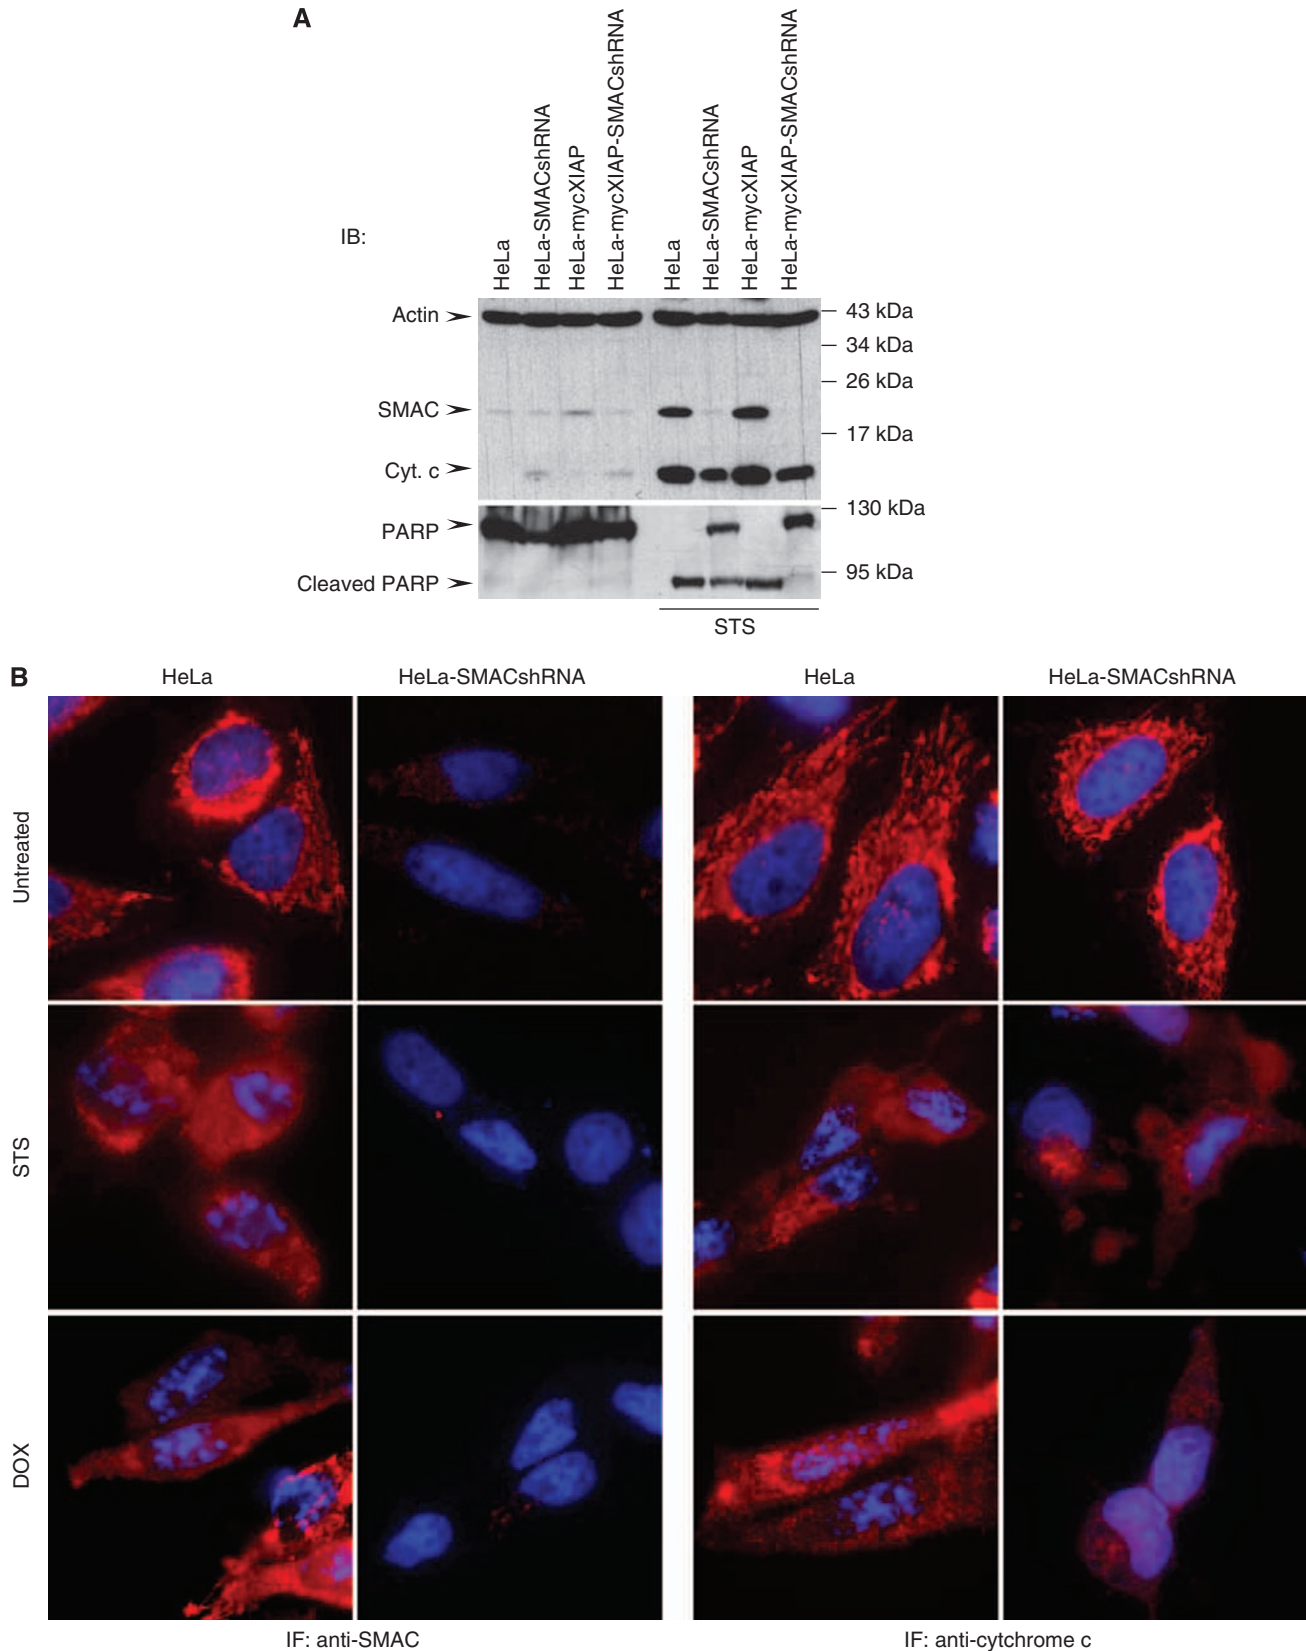 A
IB:
HeLa
HeLa-SMACshRNA
HeLa-mycXIAP
HeLa-mycXIAP-SMACshRNA
HeLa
HeLa-SMACshRNA
HeLa-mycXIAP
HeLa-mycXIAP-SMACshRNA
Actin
SMAC
Cyt. c
PARP
Cleaved PARP
43 kDa
34 kDa
26 kDa
17 kDa
130 kDa
95 kDa
STS
B
HeLa
HeLa-SMACshRNA
HeLa
HeLa-SMACshRNA
Untreated
STS
DOX
IF: anti-SMAC
IF: anti-cytchrome c